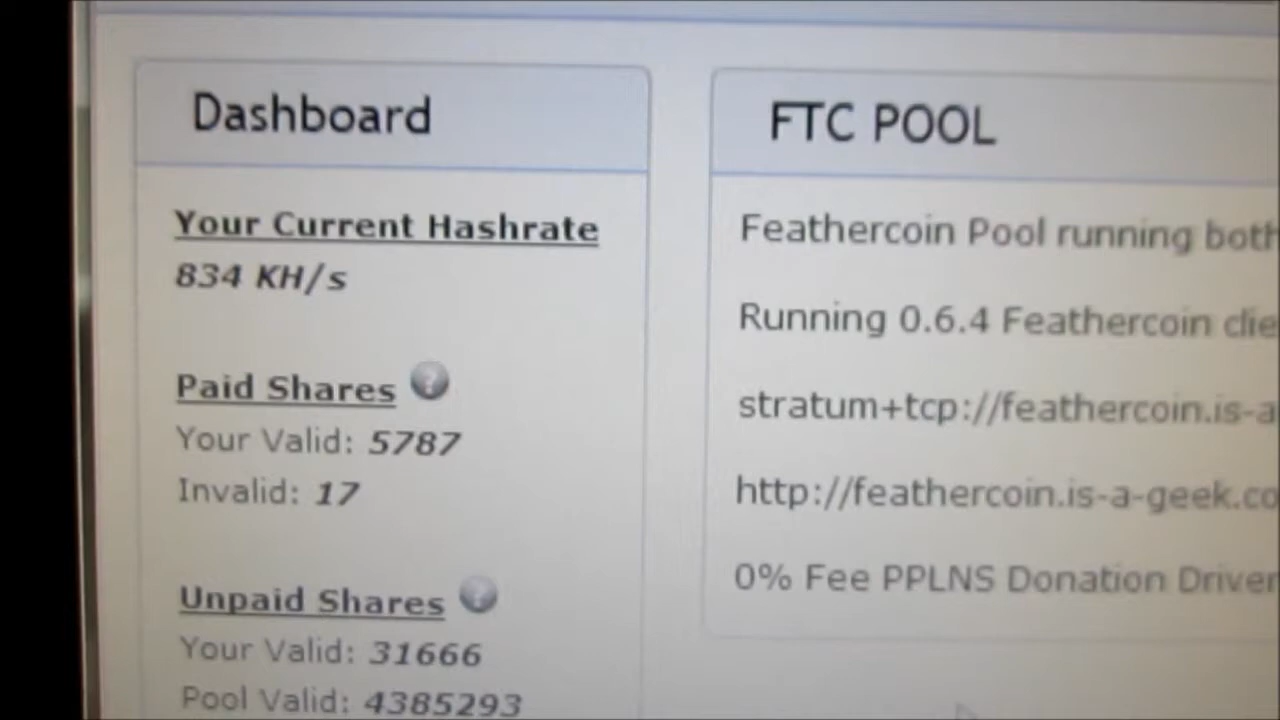 Dashboard
Your Current Hashrate
834 KH/s
Paid Shares
Your Valid: 5787
Invalid: 17
Unpaid Shares
Your Valid: 31666
Pool Valid: 4385293
FTC POOL
Feathercoin Pool running both
Running 0.6.4 Feathercoin
stratum+tcp://feathercoin.is-a
http://feathercoin.is-a-geek.co
0% Fee PPLNS Donation Driven